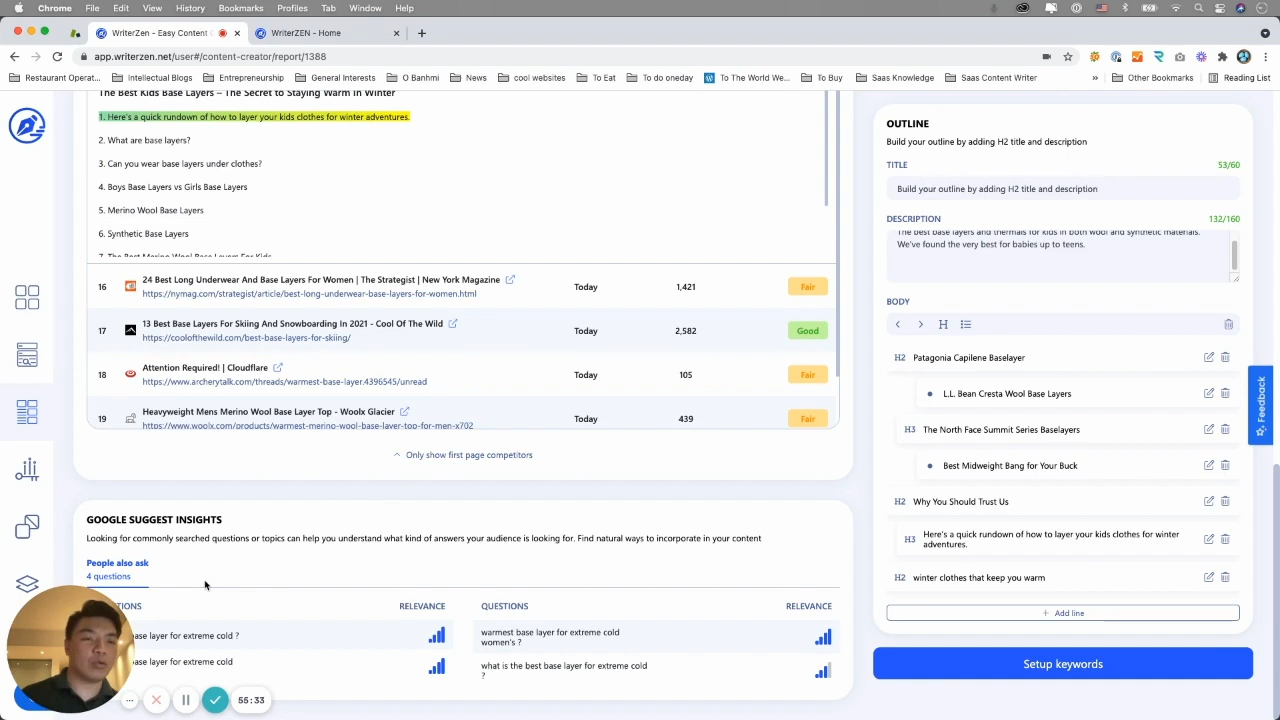 Chrome File Edit View History Bookmarks Profiles Tab Window Help
WriterZen - Easy Content C
WriterZEN - Home
app.writerzen.net/user#/content-creator/report/1388
Restaurant Operat...
Intellectual Blogs
Entrepreneurship
General Interests
O Banhmi
News
cool websites
To Eat
To do oneday
To The World We...
To Buy
Saas Knowledge
Saas Content Writer
»
Other Bookmarks
Reading List
The Best Kids Base Layers – The Secret to Staying Warm in Winter
1. Here's a quick rundown of how to layer your kids clothes for winter adventures.
2. What are base layers?
3. Can you wear base layers under clothes?
4. Boys Base Layers vs Girls Base Layers
5. Merino Wool Base Layers
6. Synthetic Base Layers
7. The Best Merino Wool Base Layers For Kids
16 24 Best Long Underwear And Base Layers For Women | The Strategist | New York Magazine Today 1,421 Fair
https://nymag.com/strategist/article/best-long-underwear-base-layers-for-women.html
17 13 Best Base Layers For Skiing And Snowboarding In 2021 - Cool Of The Wild Today 2,582 Good
https://coolofthewild.com/best-base-layers-for-skiing/
18 Attention Required! | Cloudflare Today 105 Fair
https://www.archerytalk.com/threads/warmest-base-layer.4396545/unread
19 Heavyweight Mens Merino Wool Base Layer Top - Woolx Glacier Today 439 Fair
https://www.woolx.com/products/warmest-merino-wool-base-layer-top-for-men-x702
Only show first page competitors
GOOGLE SUGGEST INSIGHTS
Looking for commonly searched questions or topics can help you understand what kind of answers your audience is looking for. Find natural ways to incorporate in your content
People also ask
4 questions
TIONS RELEVANCE QUESTIONS RELEVANCE
base layer for extreme cold ?
warmest base layer for extreme cold
women's ?
base layer for extreme cold
what is the best base layer for extreme cold
?
55:33
OUTLINE
Build your outline by adding H2 title and description
TITLE 53/60
Build your outline by adding H2 title and description
DESCRIPTION 132/160
The best base layers and thermals for kids in both wool and synthetic materials.
We've found the very best for babies up to teens.
BODY
H
H2 Patagonia Capilene Baselayer
L.L. Bean Cresta Wool Base Layers
H3 The North Face Summit Series Baselayers
Best Midweight Bang for Your Buck
H2 Why You Should Trust Us
H3 Here's a quick rundown of how to layer your kids clothes for winter
adventures.
H2 winter clothes that keep you warm
+ Add line
Setup keywords
Feedback